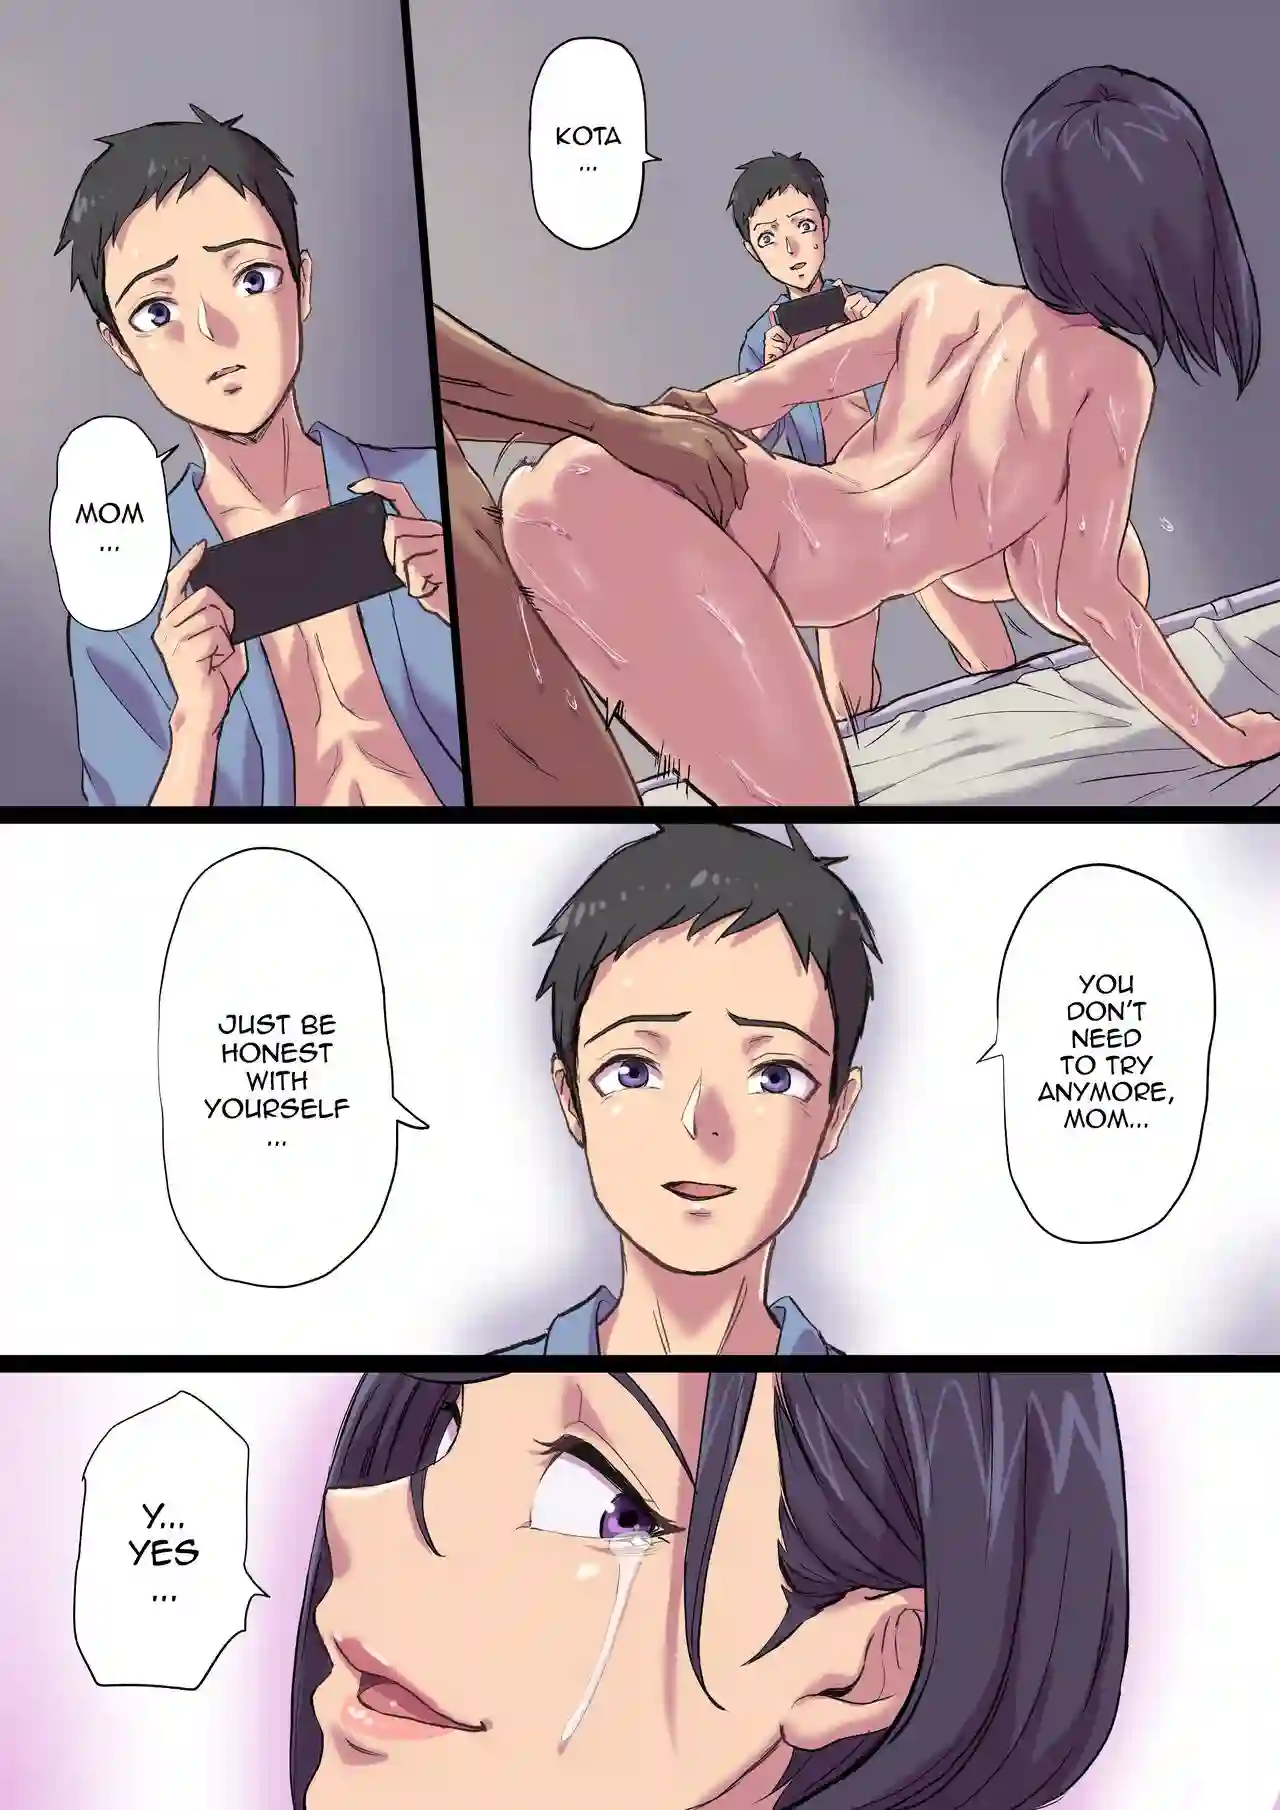 KOTA
...
MOM
...
YOU
DON'T
NEED
TO TRY
ANYMORE,
MOM...
JUST BE
HONEST
WITH
YOURSELF
...
Y...
YES
...